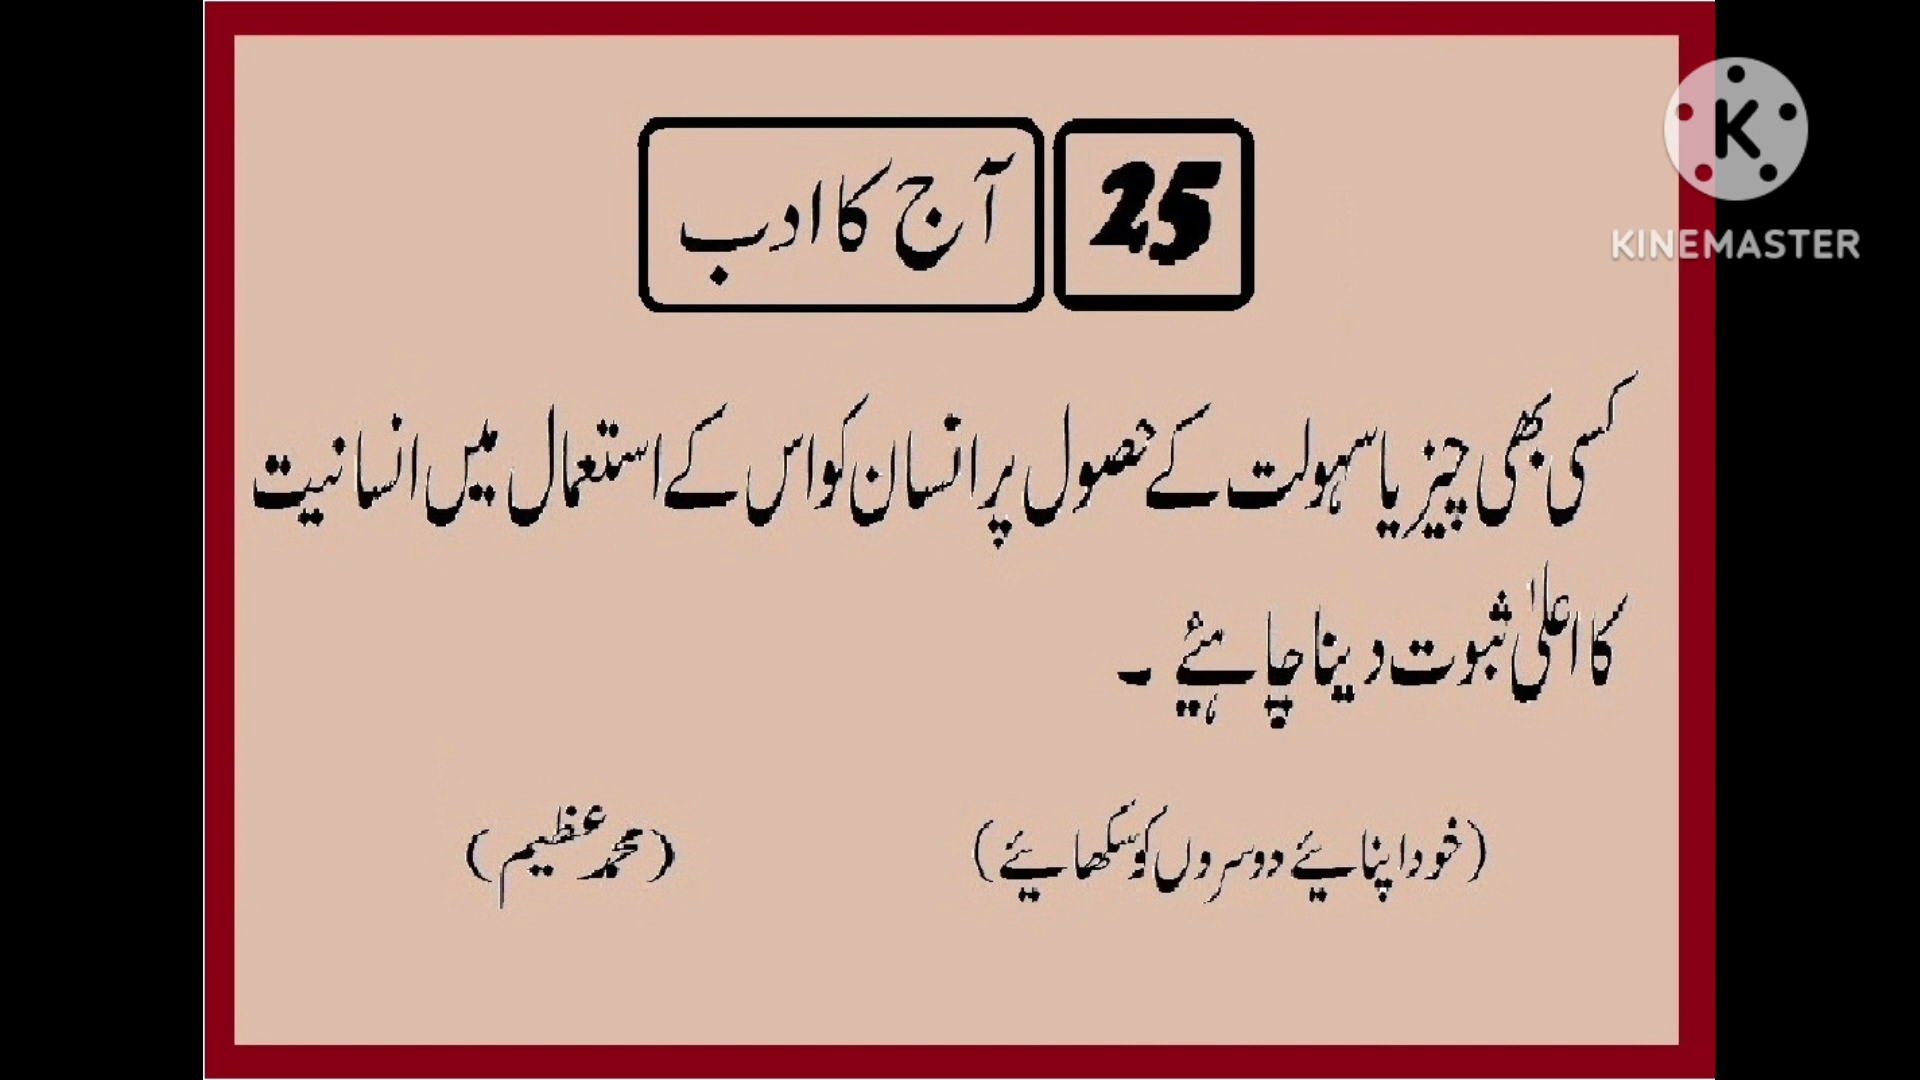 25 آج کا ادب
KINEMASTER
کسی بھی چیز یا سہولت کے حصول پر انسان کو اس کے استعمال میں انسانیت
کا اعلیٰ ثبوت دینا چاہئیے ۔
(خود اپنایئے دوسروں کو سکھایئے) (محمد عظیم)